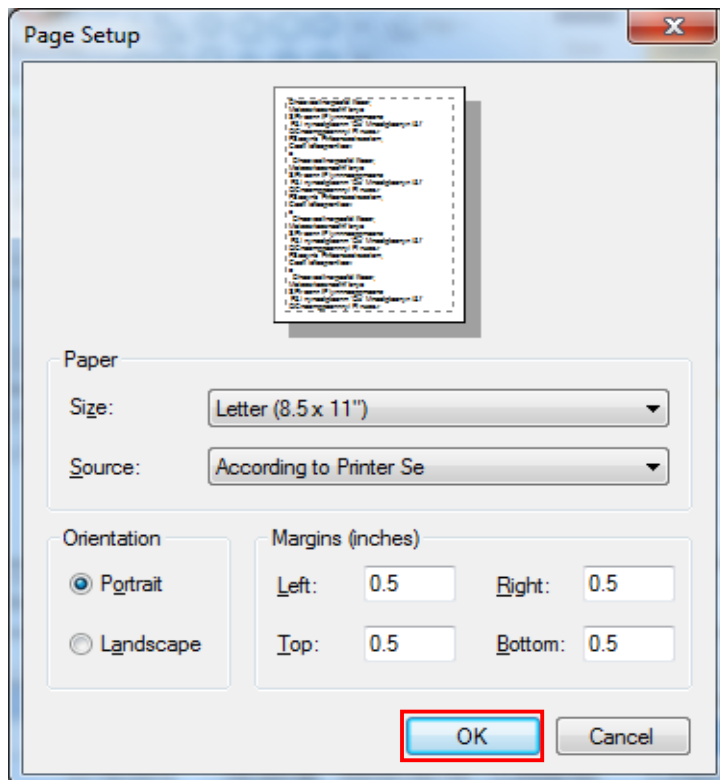 Page Setup
Paper
Size: Letter (8.5 x 11")
Source: According to Printer Se
Orientation
Portrait
Landscape
Margins (inches)
Left: 0.5 Right: 0.5
Top: 0.5 Bottom: 0.5
OK Cancel